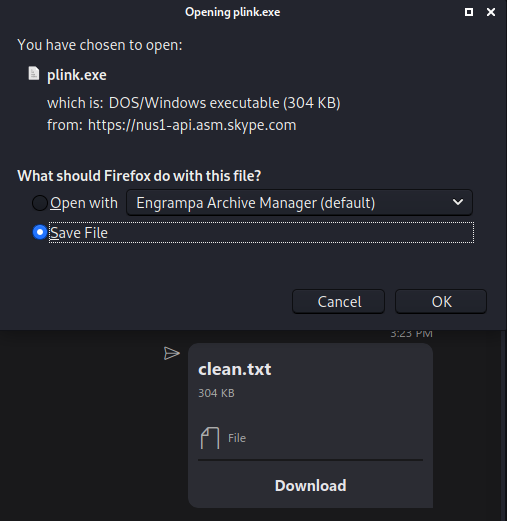 Opening plink.exe
You have chosen to open:
plink.exe
which is: DOS/Windows executable (304 KB)
from: https://nus1-api.asm.skype.com
What should Firefox do with this file?
Open with
Engrampa Archive Manager (default)
Save File
Cancel
OK
3:23 PM
clean.txt
304 KB
File
Download